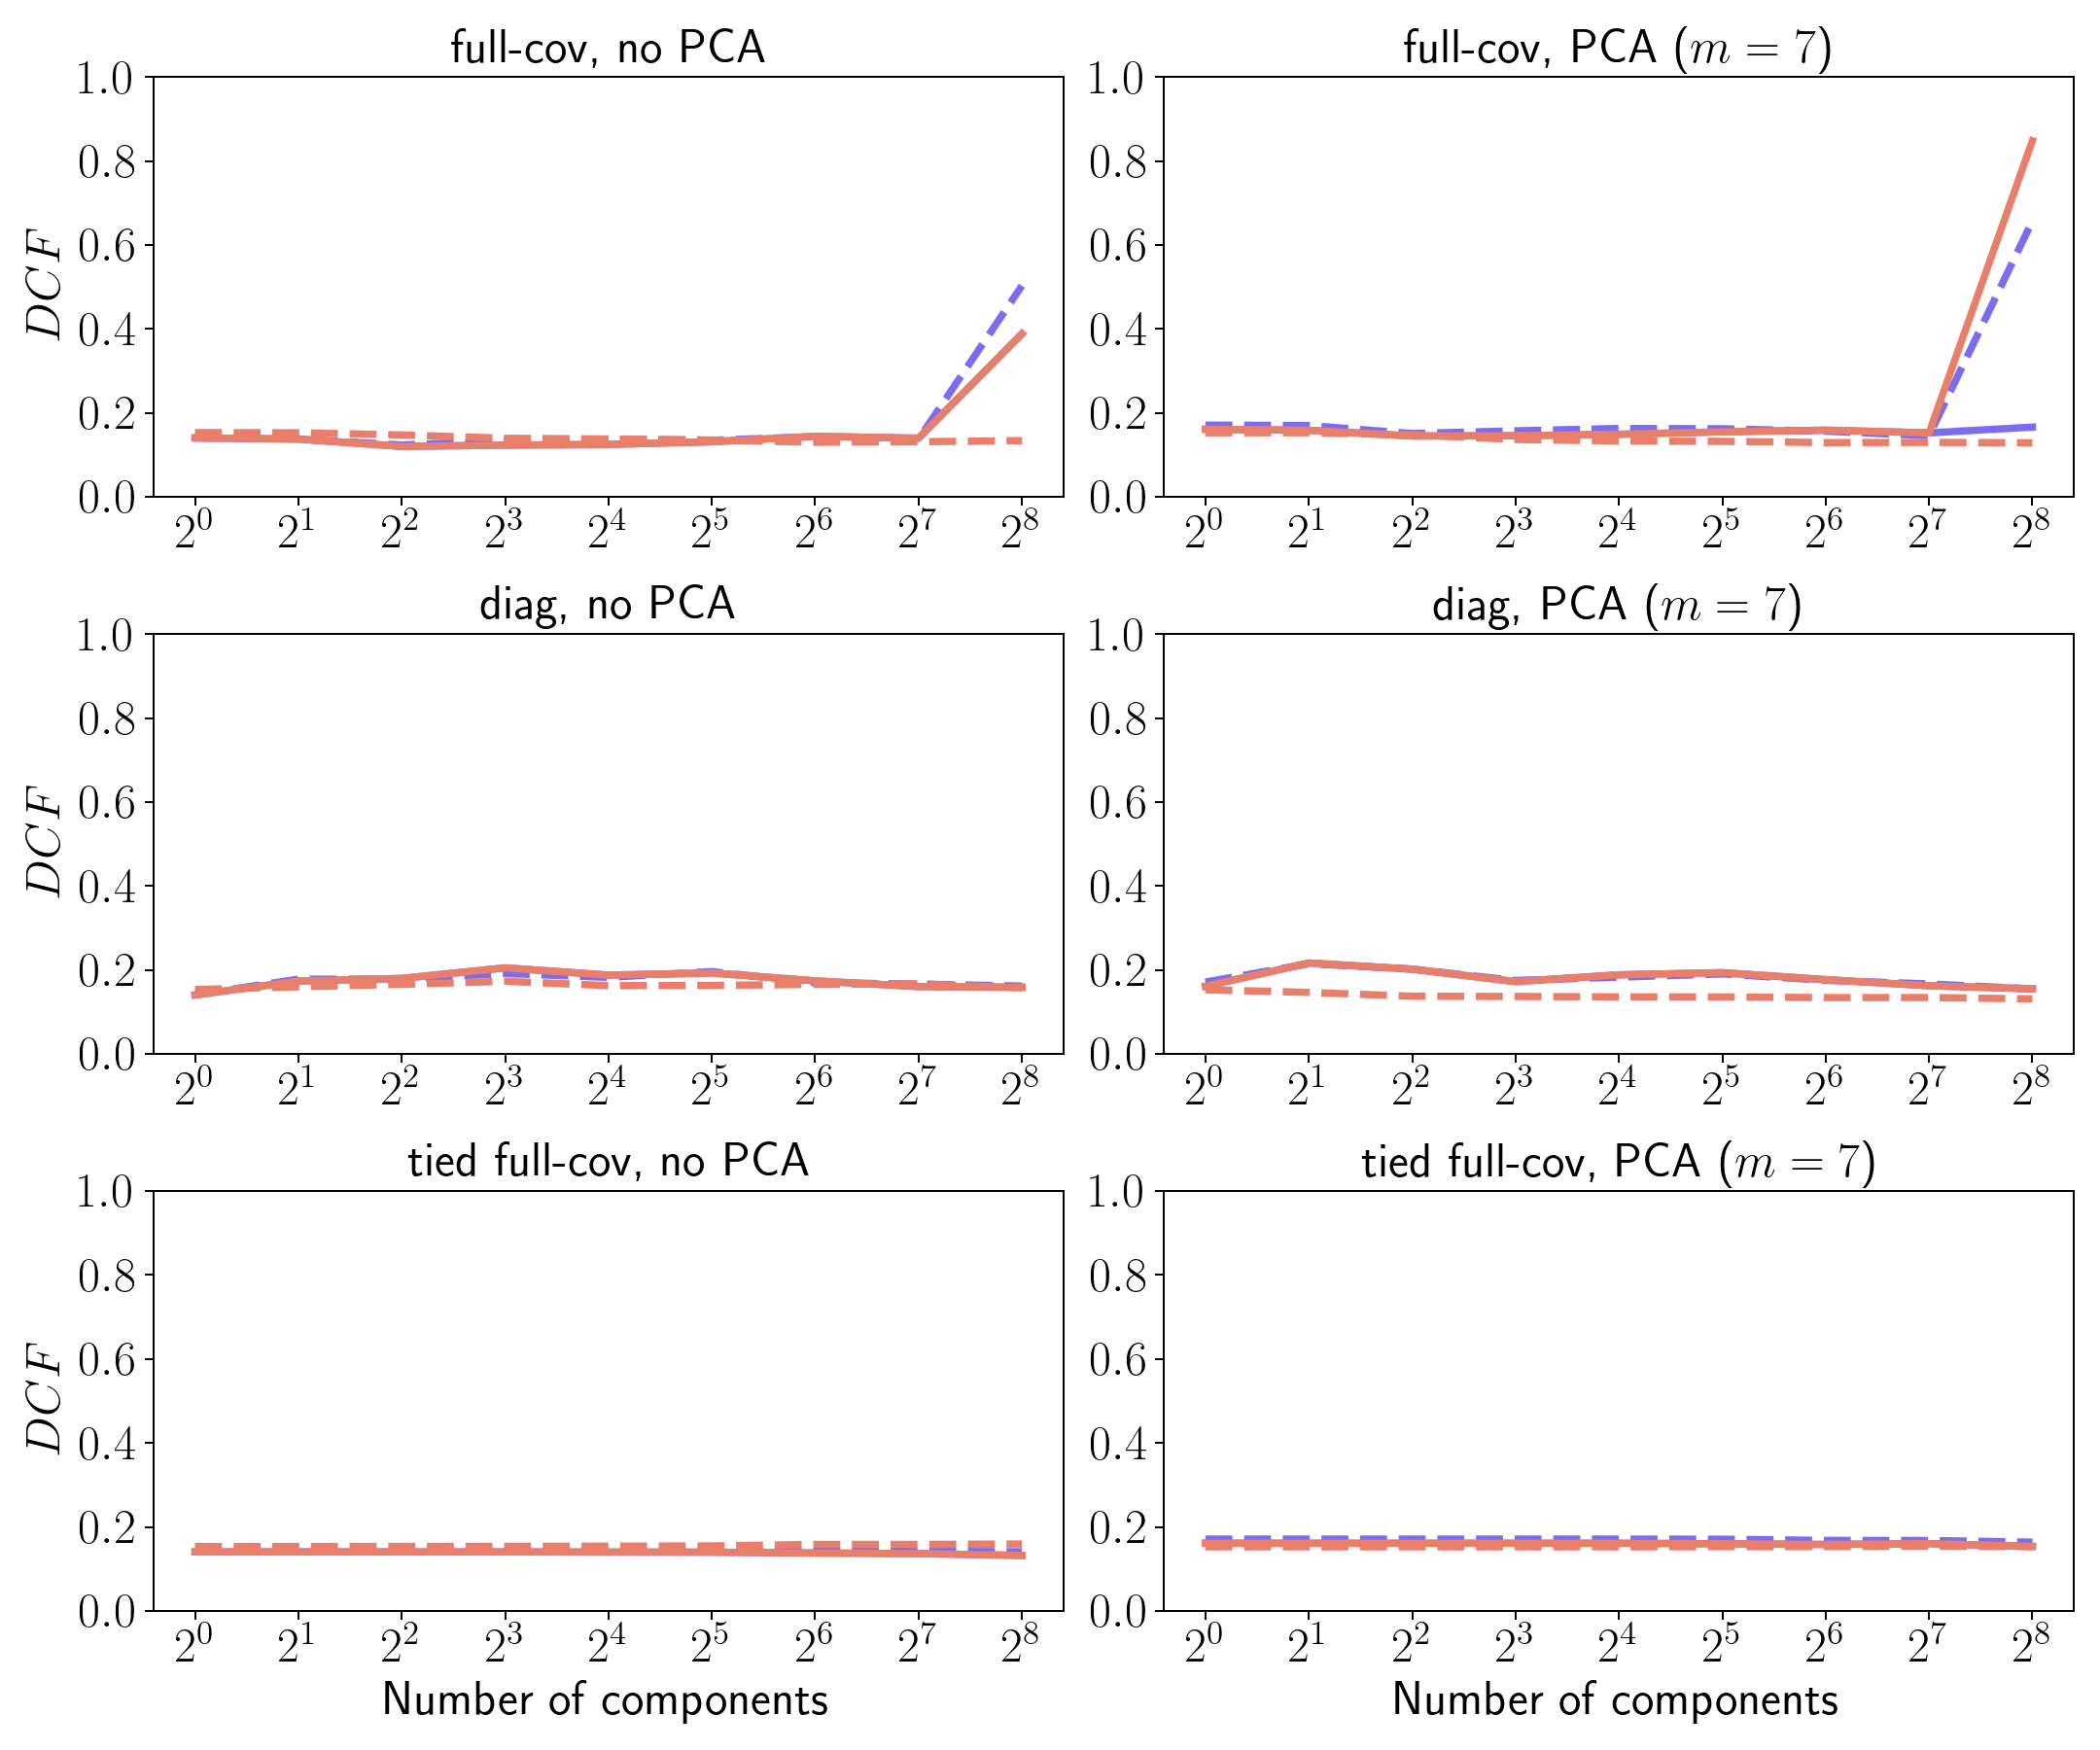 full-cov, no PCA
1.0
0.8
0.6
0.4
0.2
0.0
DCF
2^0 2^1 2^2 2^3 2^4 2^5 2^6 2^7 2^8
full-cov, PCA (m = 7)
1.0
0.8
0.6
0.4
0.2
0.0
2^0 2^1 2^2 2^3 2^4 2^5 2^6 2^7 2^8
diag, no PCA
1.0
0.8
0.6
0.4
0.2
0.0
DCF
2^0 2^1 2^2 2^3 2^4 2^5 2^6 2^7 2^8
diag, PCA (m = 7)
1.0
0.8
0.6
0.4
0.2
0.0
2^0 2^1 2^2 2^3 2^4 2^5 2^6 2^7 2^8
tied full-cov, no PCA
1.0
0.8
0.6
0.4
0.2
0.0
DCF
2^0 2^1 2^2 2^3 2^4 2^5 2^6 2^7 2^8
Number of components
tied full-cov, PCA (m = 7)
1.0
0.8
0.6
0.4
0.2
0.0
2^0 2^1 2^2 2^3 2^4 2^5 2^6 2^7 2^8
Number of components